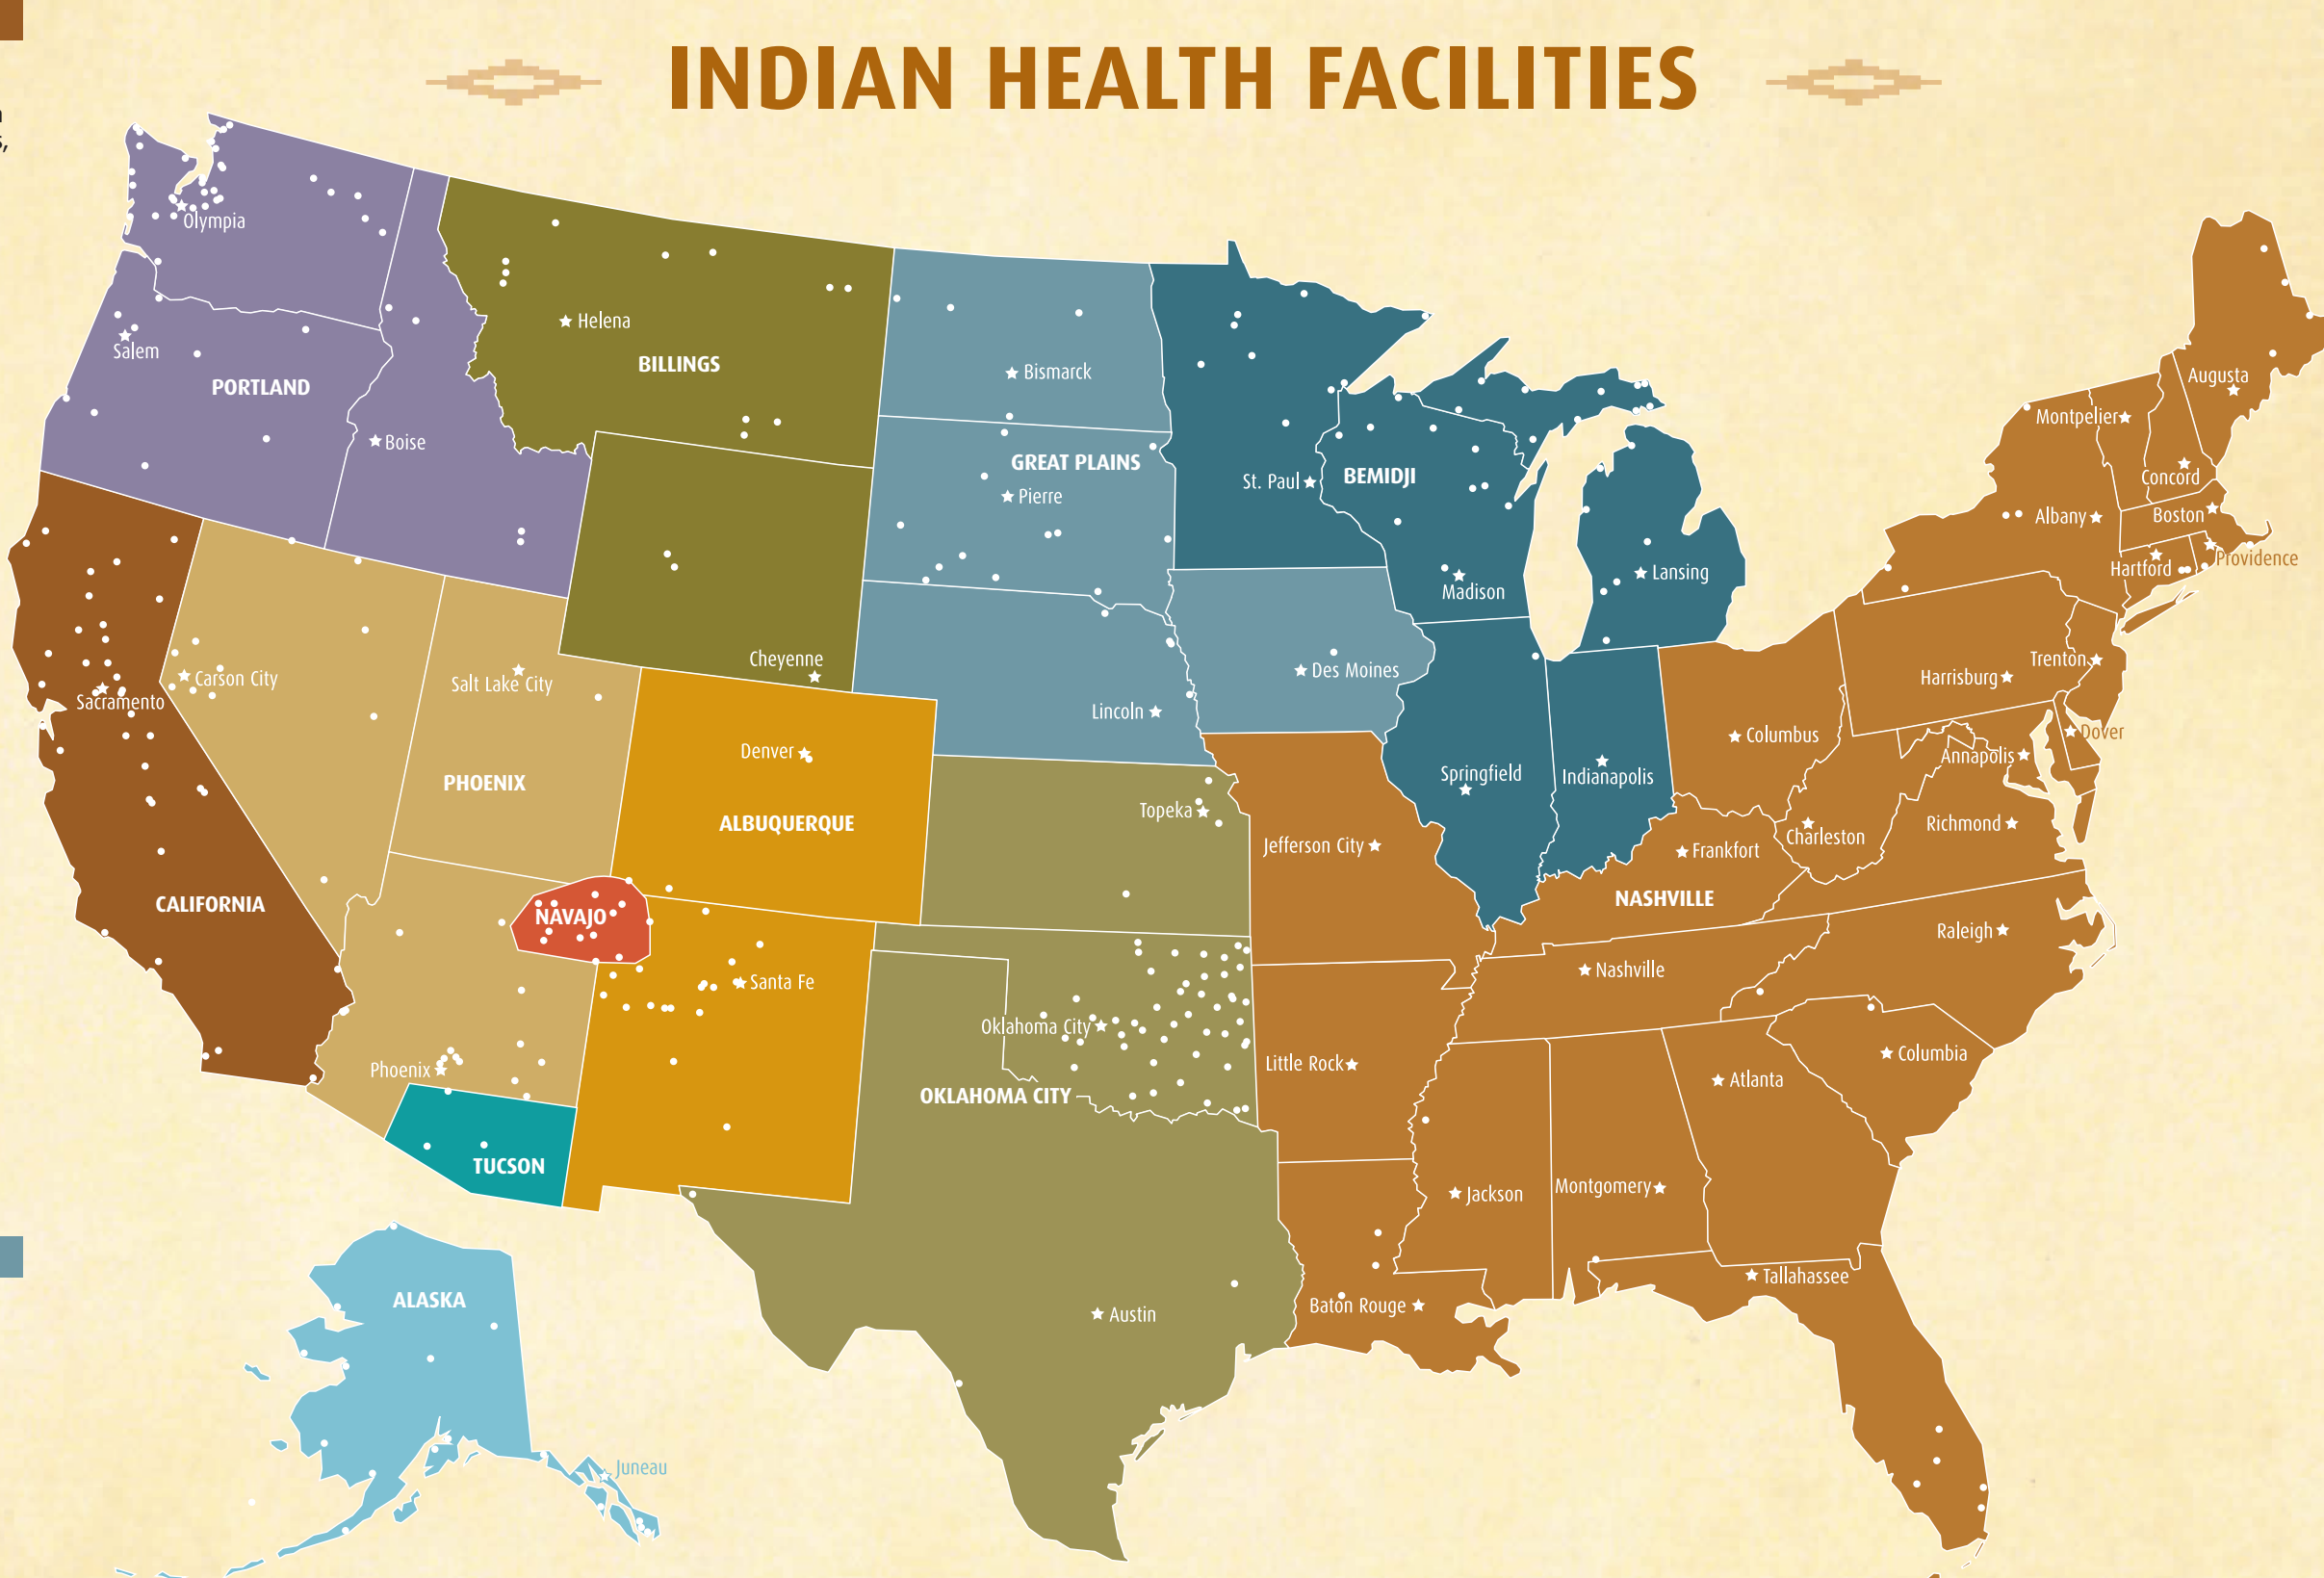 INDIAN HEALTH FACILITIES
s,
Olympia
Salem
PORTLAND
Boise
Helena
BILLINGS
Cheyenne
Bismarck
GREAT PLAINS
Pierre
Lincoln
Des Moines
St. Paul
BEMIDJI
Madison
Lansing
Springfield
Indianapolis
Augusta
Montpelier
Concord
Albany
Boston
Hartford
Providence
Trenton
Harrisburg
Dover
Annapolis
Columbus
Charleston
Richmond
Frankfort
NASHVILLE
Raleigh
Nashville
Columbia
Atlanta
Carson City
Sacramento
CALIFORNIA
Salt Lake City
PHOENIX
Denver
ALBUQUERQUE
NAVAJO
Santa Fe
Phoenix
TUCSON
Topeka
Jefferson City
Oklahoma City
OKLAHOMA CITY
Little Rock
Jackson
Montgomery
Tallahassee
Baton Rouge
Austin
ALASKA
Juneau